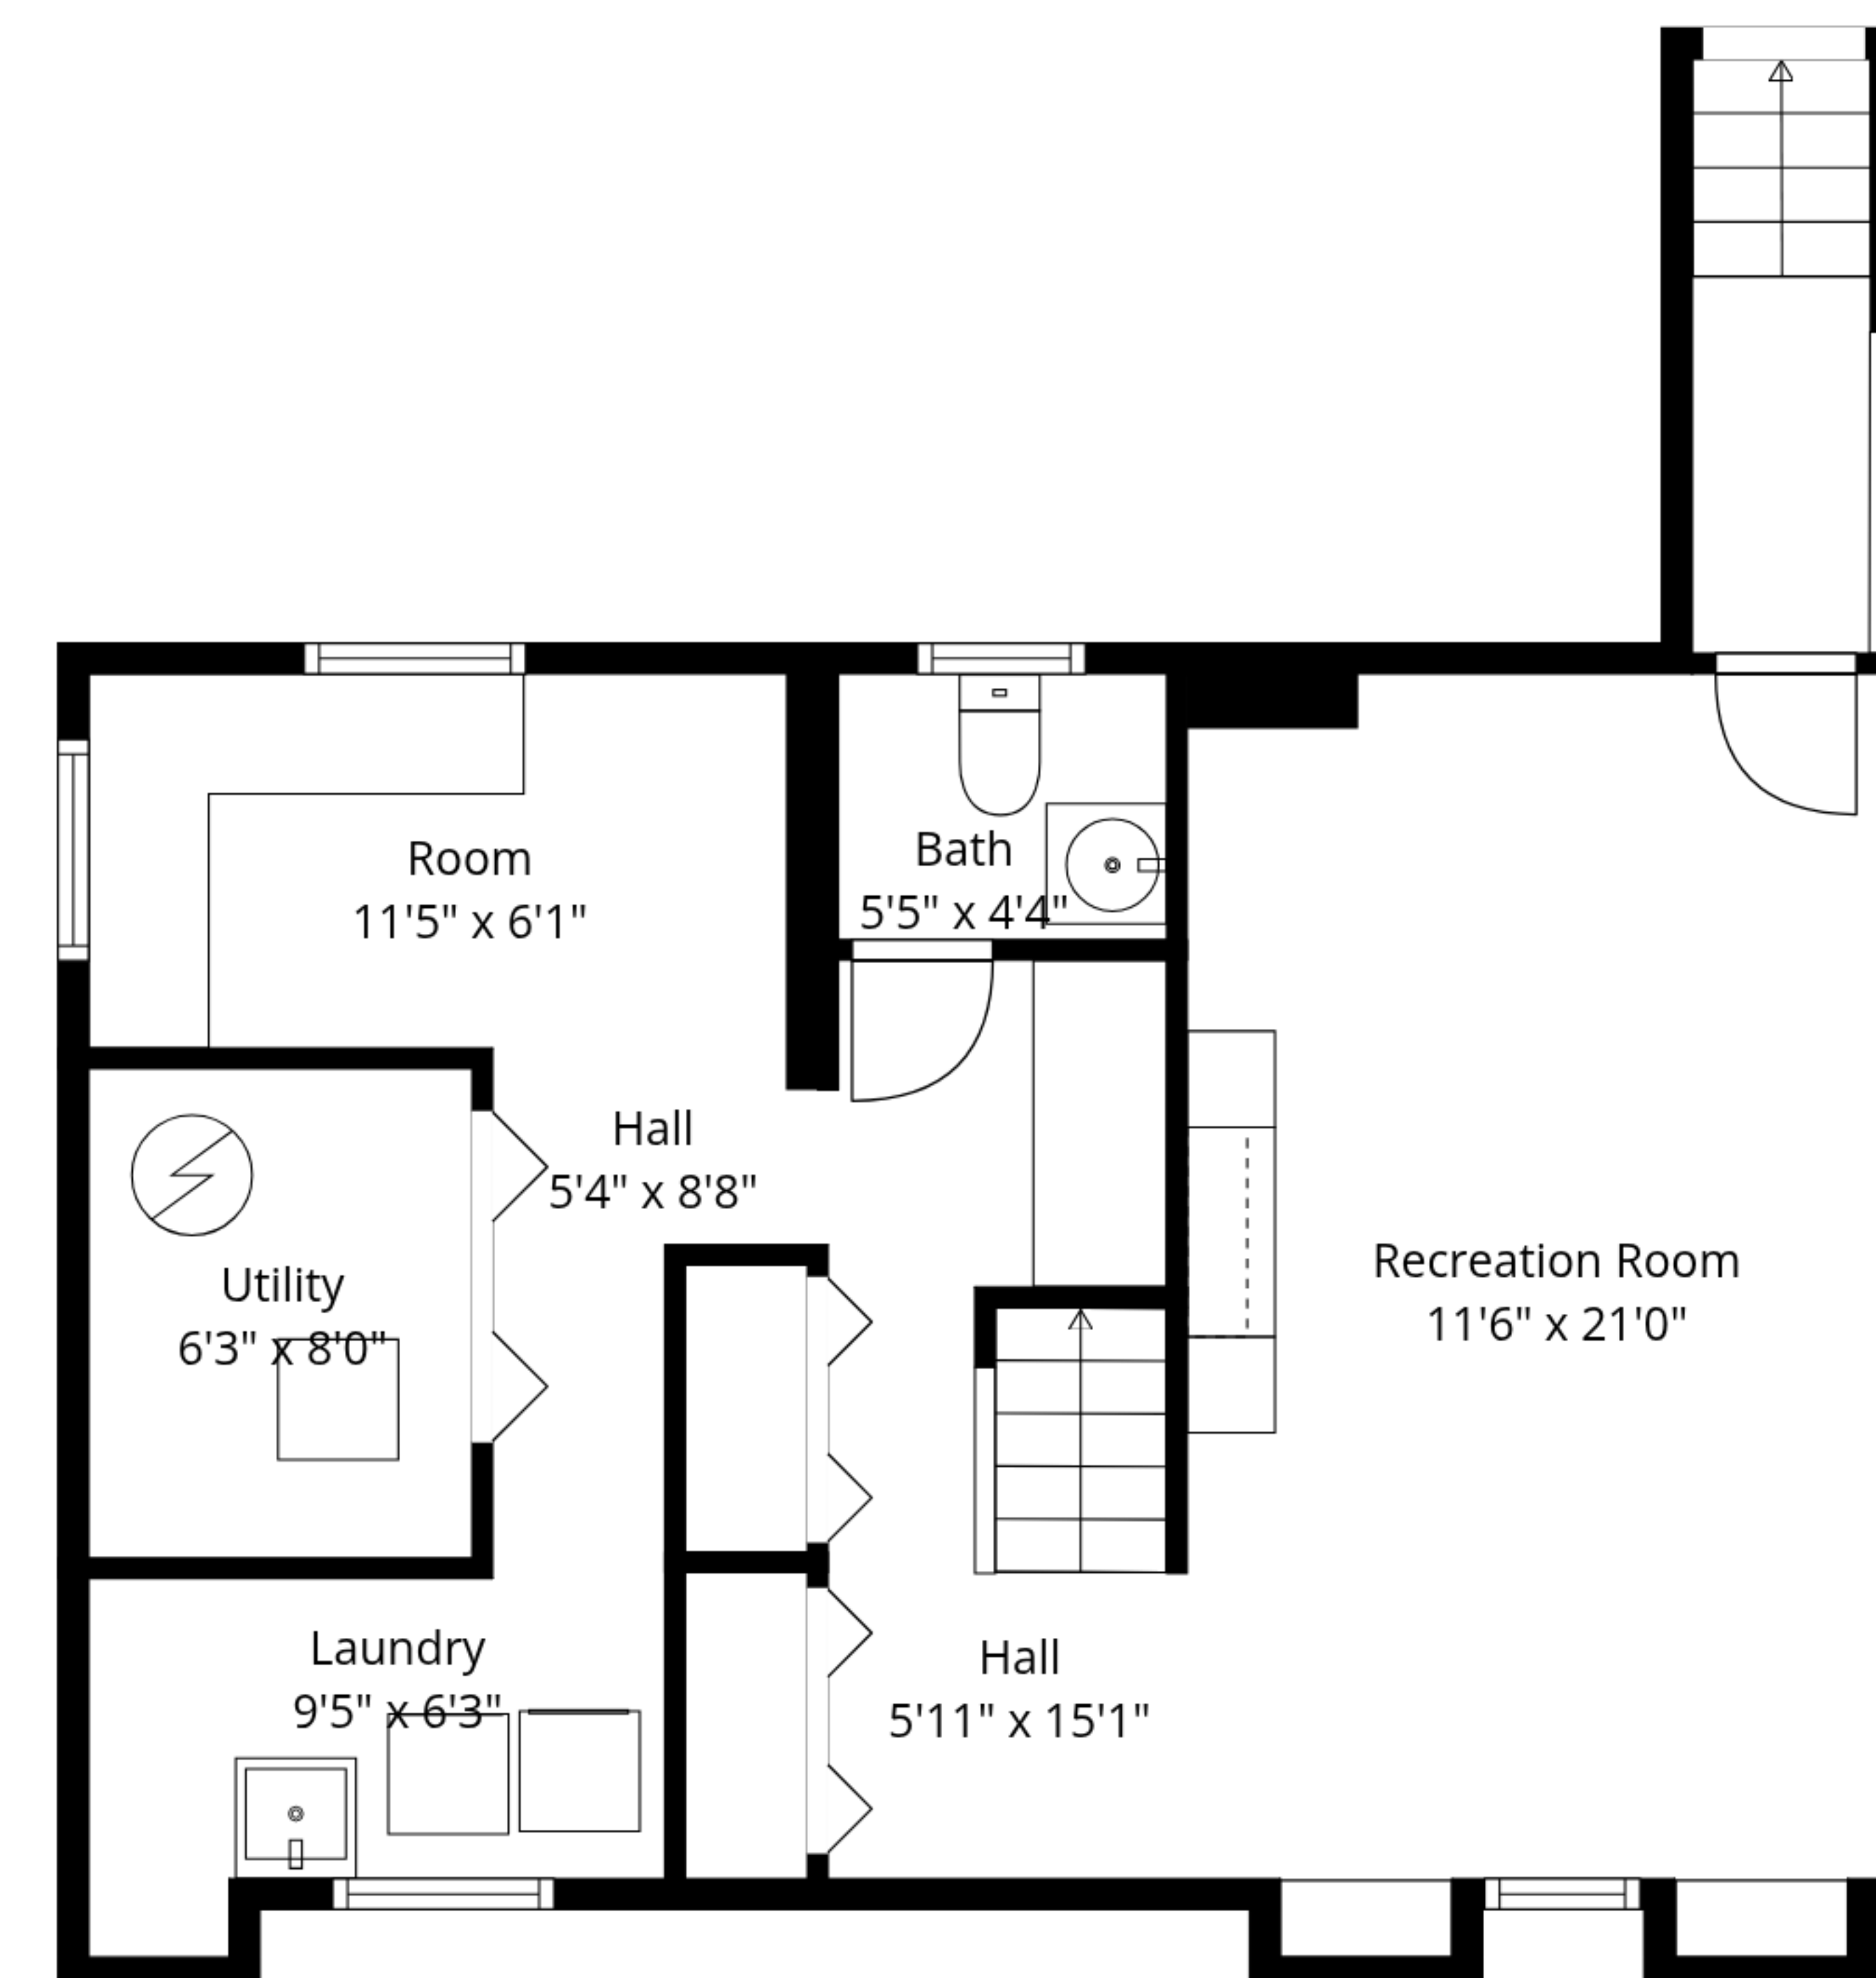 Room
11'5" x 6'1"
Bath
5'5" x 4'4"
Hall
5'4" x 8'8"
Utility
6'3" x 8'0"
Recreation Room
11'6" x 21'0"
Laundry
9'5" x 6'3"
Hall
5'11" x 15'1"